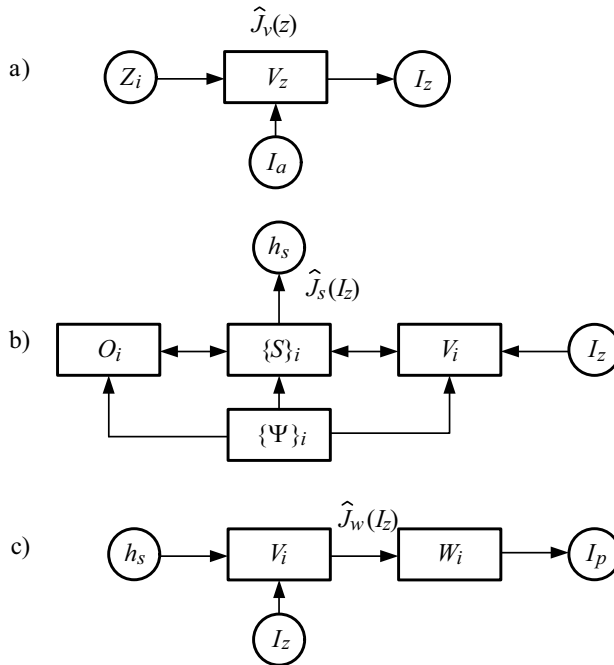 Ĵv(z)
a) Zi Vz Iz
Ia
hs
Ĵs(Iz)
b) Oi {S}i Vi Iz
{Ψ}i
Ĵw(Iz)
c) hs Vi Wi Ip
Iz